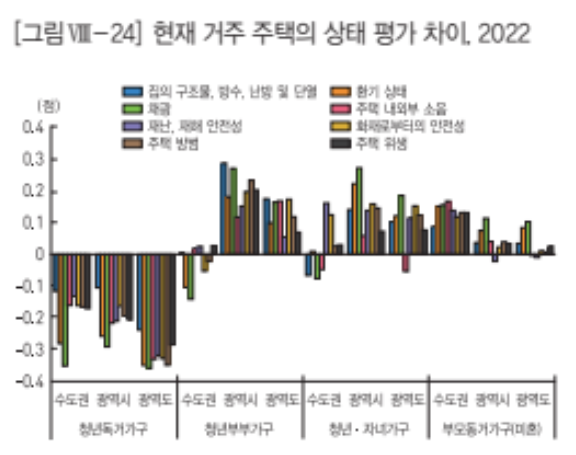 [그림 Ⅷ-24] 현재 거주 주택의 상태 평가 차이, 2022
집의 구조물, 방수, 난방 및 단열 환기 상태
(점) 채광 주택 내외부 소음
재난, 재해 안전성 화재로부터의 안전성
주택 방범 주택 위생
0.4
0.3
0.2
0.1
0
-0.1
-0.2
-0.3
-0.4
수도권 광역시 광역도 수도권 광역시 광역도 수도권 광역시 광역도 수도권 광역시 광역도
청년독거가구 청년부부가구 청년·자녀가구 부모동거가구(미혼)